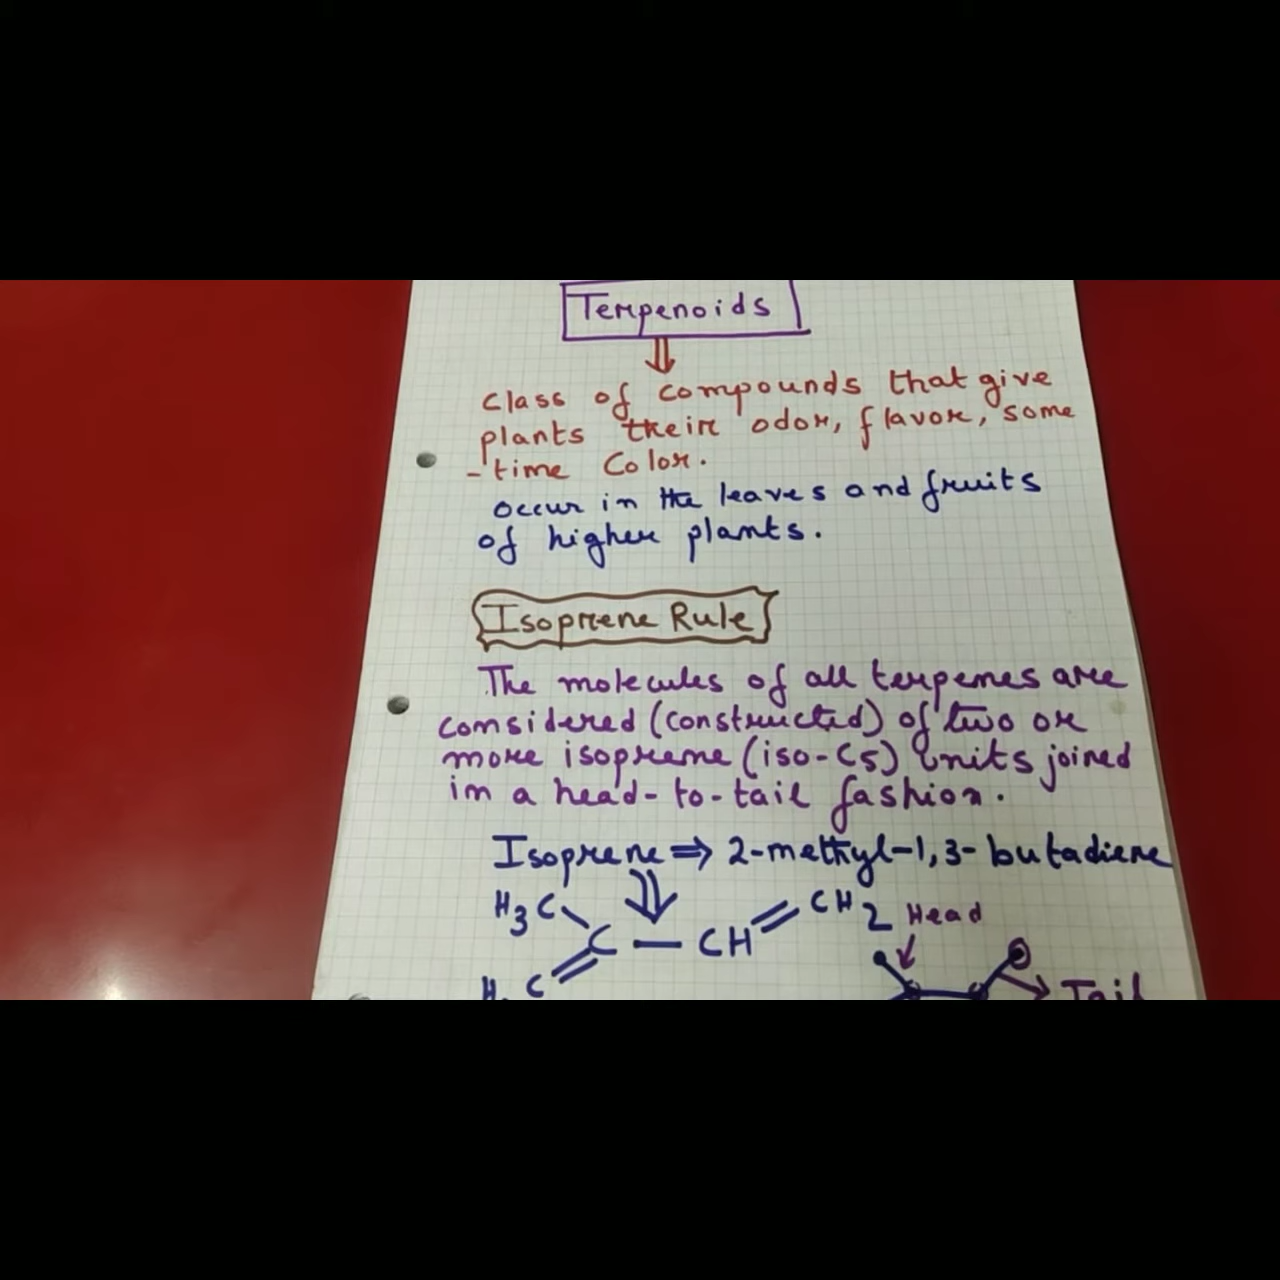 Terpenoids
Class of compounds that give
plants their odor, flavor, some
-time Color.
occur in the leaves and fruits
of higher plants.
Isoprene Rule
The molecules of all terpenes are
considered (constructed) of two or
more isoprene (iso-C5) units joined
in a head-to-tail fashion.
Isoprene ⇒ 2-methyl-1,3-butadiene
H3C CH2 Head
C — CH
H C Tail